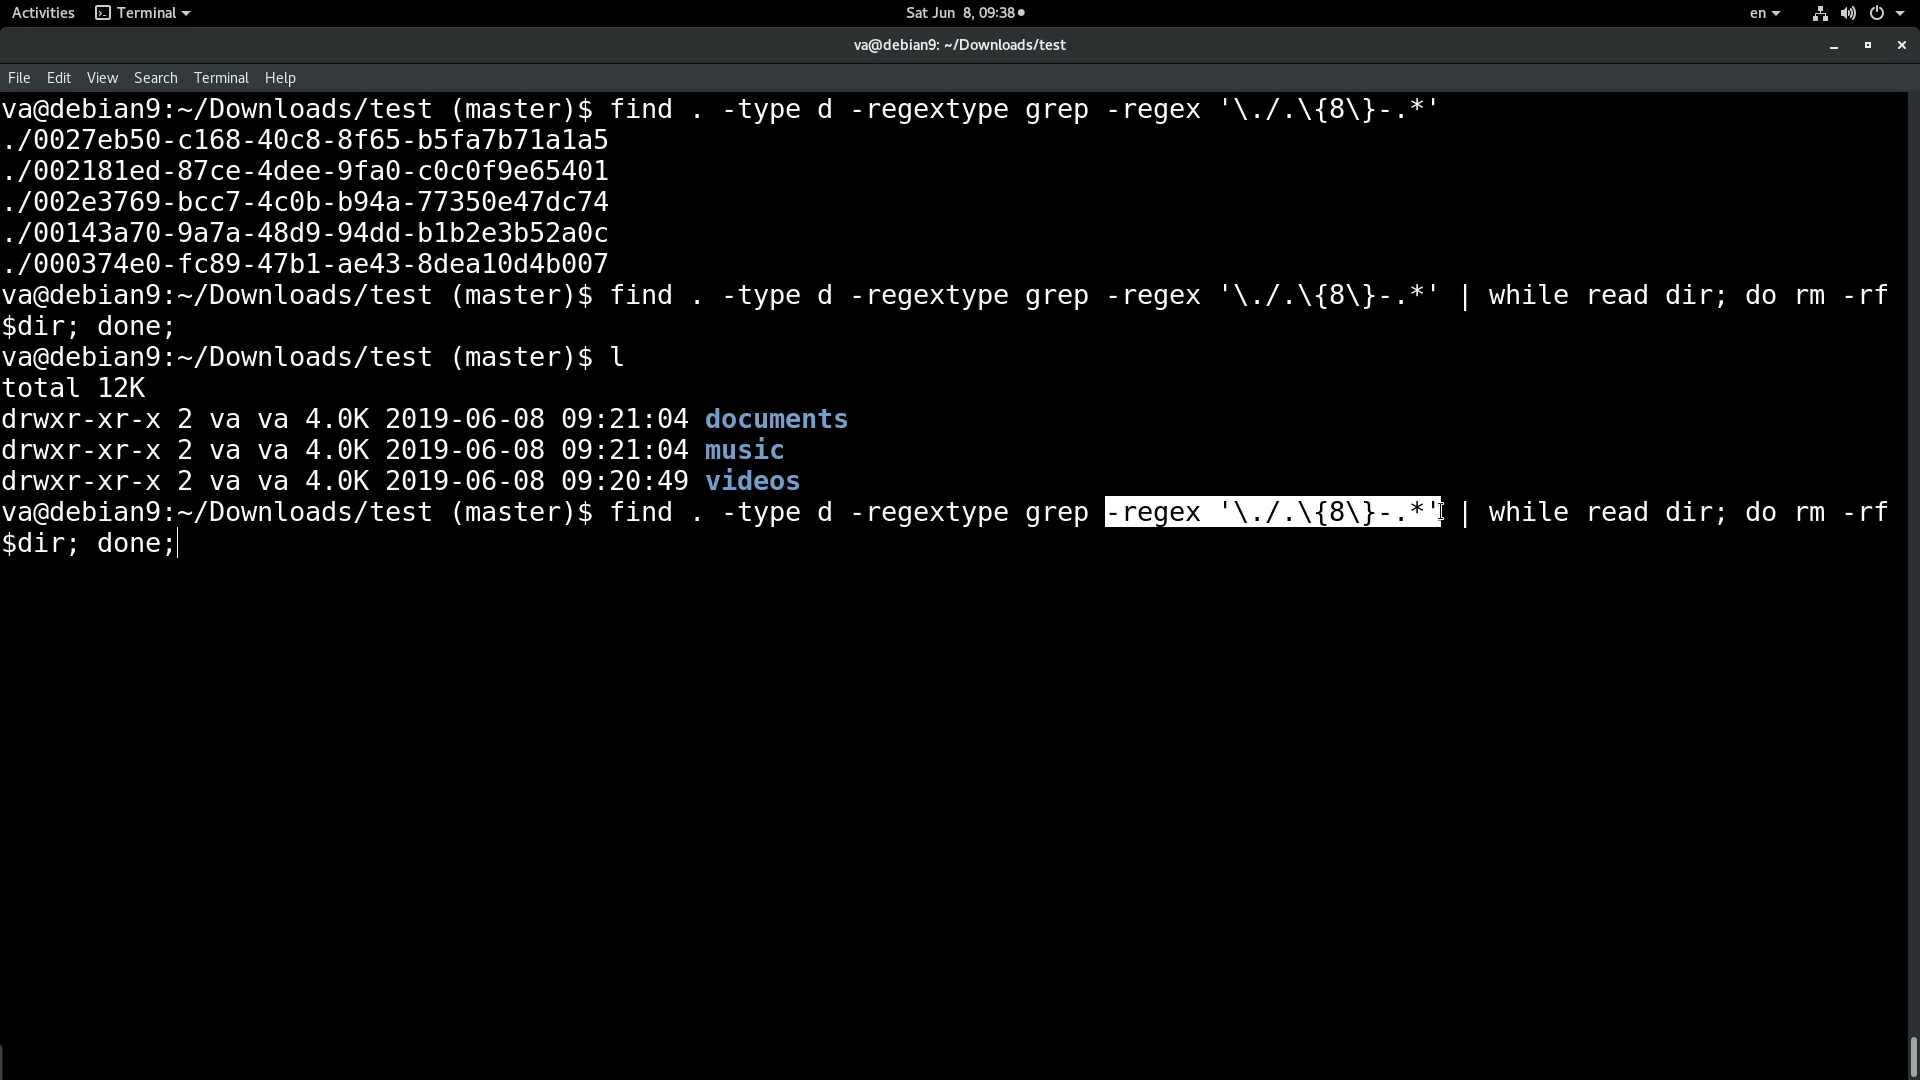 Activities Terminal Sat Jun 8, 09:38 en
va@debian9: ~/Downloads/test
File Edit View Search Terminal Help
va@debian9:~/Downloads/test (master)$ find . -type d -regextype grep -regex '\./.\{8\}-.*'
./0027eb50-c168-40c8-8f65-b5fa7b71a1a5
./002181ed-87ce-4dee-9fa0-c0c0f9e65401
./002e3769-bcc7-4c0b-b94a-77350e47dc74
./00143a70-9a7a-48d9-94dd-b1b2e3b52a0c
./000374e0-fc89-47b1-ae43-8dea10d4b007
va@debian9:~/Downloads/test (master)$ find . -type d -regextype grep -regex '\./.\{8\}-.*' | while read dir; do rm -rf
$dir; done;
va@debian9:~/Downloads/test (master)$ l
total 12K
drwxr-xr-x 2 va va 4.0K 2019-06-08 09:21:04 documents
drwxr-xr-x 2 va va 4.0K 2019-06-08 09:21:04 music
drwxr-xr-x 2 va va 4.0K 2019-06-08 09:20:49 videos
va@debian9:~/Downloads/test (master)$ find . -type d -regextype grep -regex '\./.\{8\}-.*' | while read dir; do rm -rf
$dir; done;